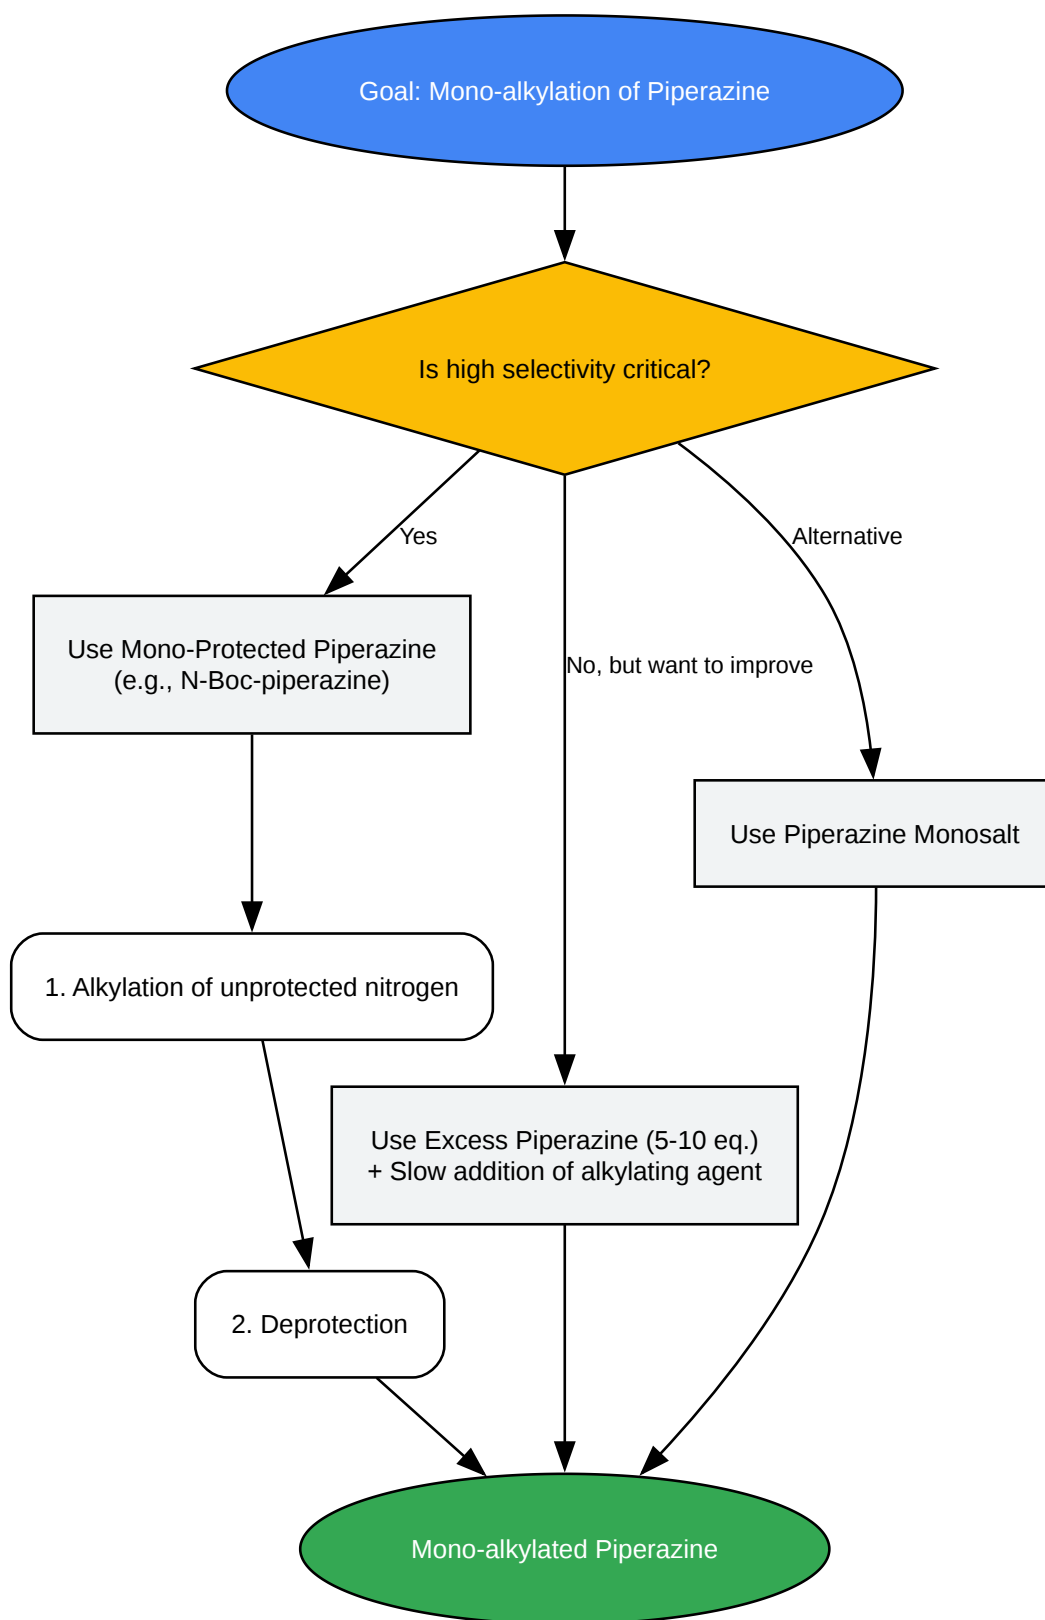 Goal: Mono-alkylation of Piperazine
Is high selectivity critical?
Yes
Alternative
Use Mono-Protected Piperazine
(e.g., N-Boc-piperazine)
No, but want to improve
Use Piperazine Monosalt
1. Alkylation of unprotected nitrogen
Use Excess Piperazine (5-10 eq.)
+ Slow addition of alkylating agent
2. Deprotection
Mono-alkylated Piperazine